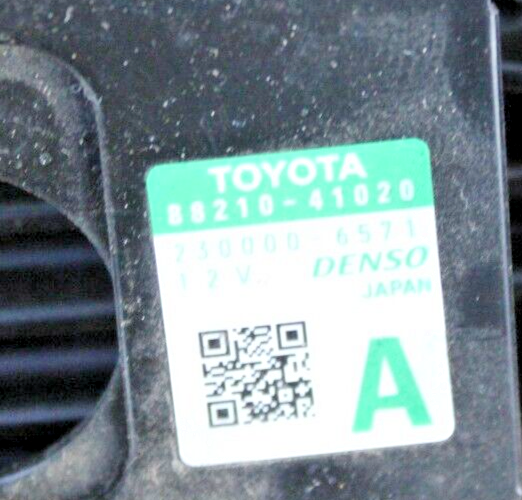 TOYOTA
88210-41020
230000-6571
12V.
DENSO
JAPAN
A